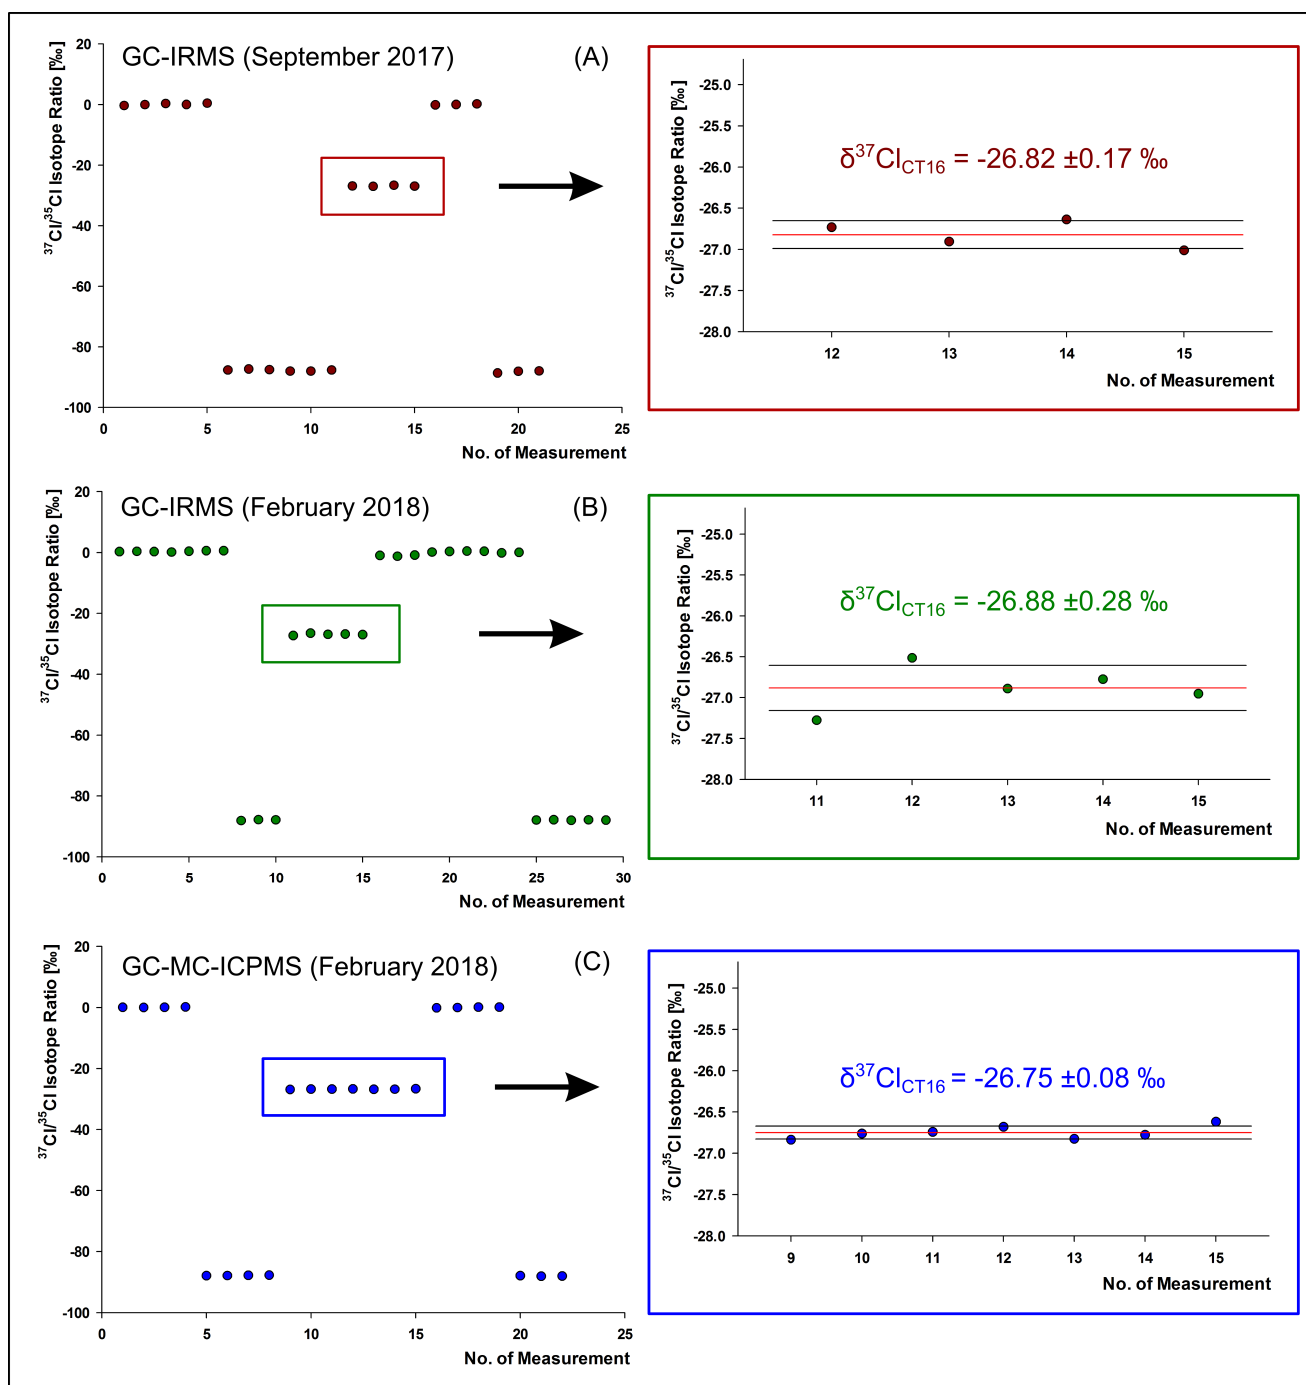 GC-IRMS (September 2017)
(A)
³⁷Cl/³⁵Cl Isotope Ratio [‰]
20
0
-20
-40
-60
-80
-100
0 5 10 15 20 25
No. of Measurement
³⁷Cl/³⁵Cl Isotope Ratio [‰]
-25.0
-25.5
-26.0
-26.5
-27.0
-27.5
-28.0
δ³⁷Cl_CT16 = -26.82 ±0.17 ‰
12 13 14 15
No. of Measurement
GC-IRMS (February 2018)
(B)
³⁷Cl/³⁵Cl Isotope Ratio [‰]
20
0
-20
-40
-60
-80
-100
0 5 10 15 20 25 30
No. of Measurement
³⁷Cl/³⁵Cl Isotope Ratio [‰]
-25.0
-25.5
-26.0
-26.5
-27.0
-27.5
-28.0
δ³⁷Cl_CT16 = -26.88 ±0.28 ‰
11 12 13 14 15
No. of Measurement
GC-MC-ICPMS (February 2018)
(C)
³⁷Cl/³⁵Cl Isotope Ratio [‰]
20
0
-20
-40
-60
-80
-100
0 5 10 15 20 25
No. of Measurement
³⁷Cl/³⁵Cl Isotope Ratio [‰]
-25.0
-25.5
-26.0
-26.5
-27.0
-27.5
-28.0
δ³⁷Cl_CT16 = -26.75 ±0.08 ‰
9 10 11 12 13 14 15
No. of Measurement